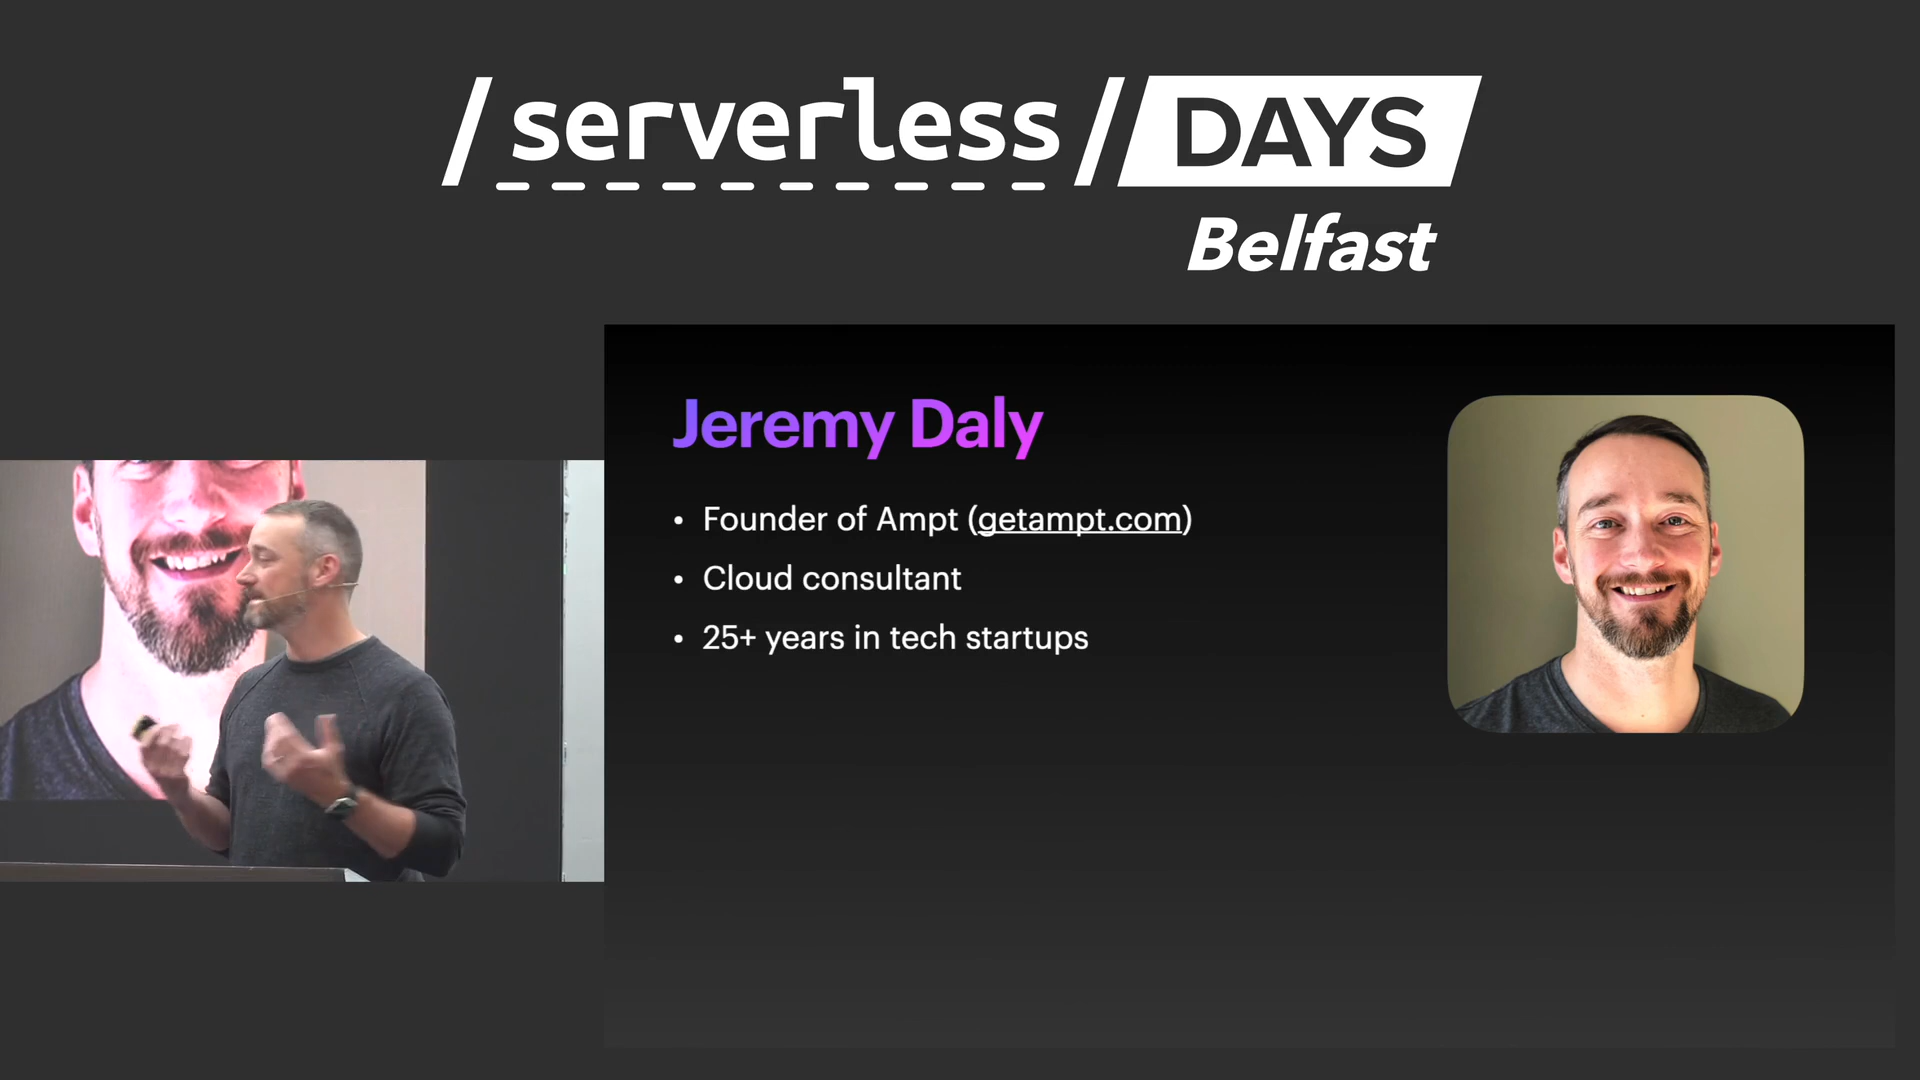 /serverless/DAYS
Belfast
Jeremy Daly
• Founder of Ampt (getampt.com)
• Cloud consultant
• 25+ years in tech startups